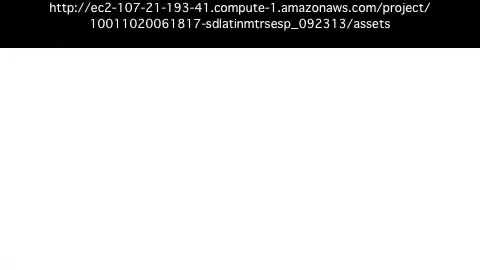 http://ec2-107-21-193-41.compute-1.amazonaws.com/project/
10011020061817-sdlatinmtrsesp_092313/assets